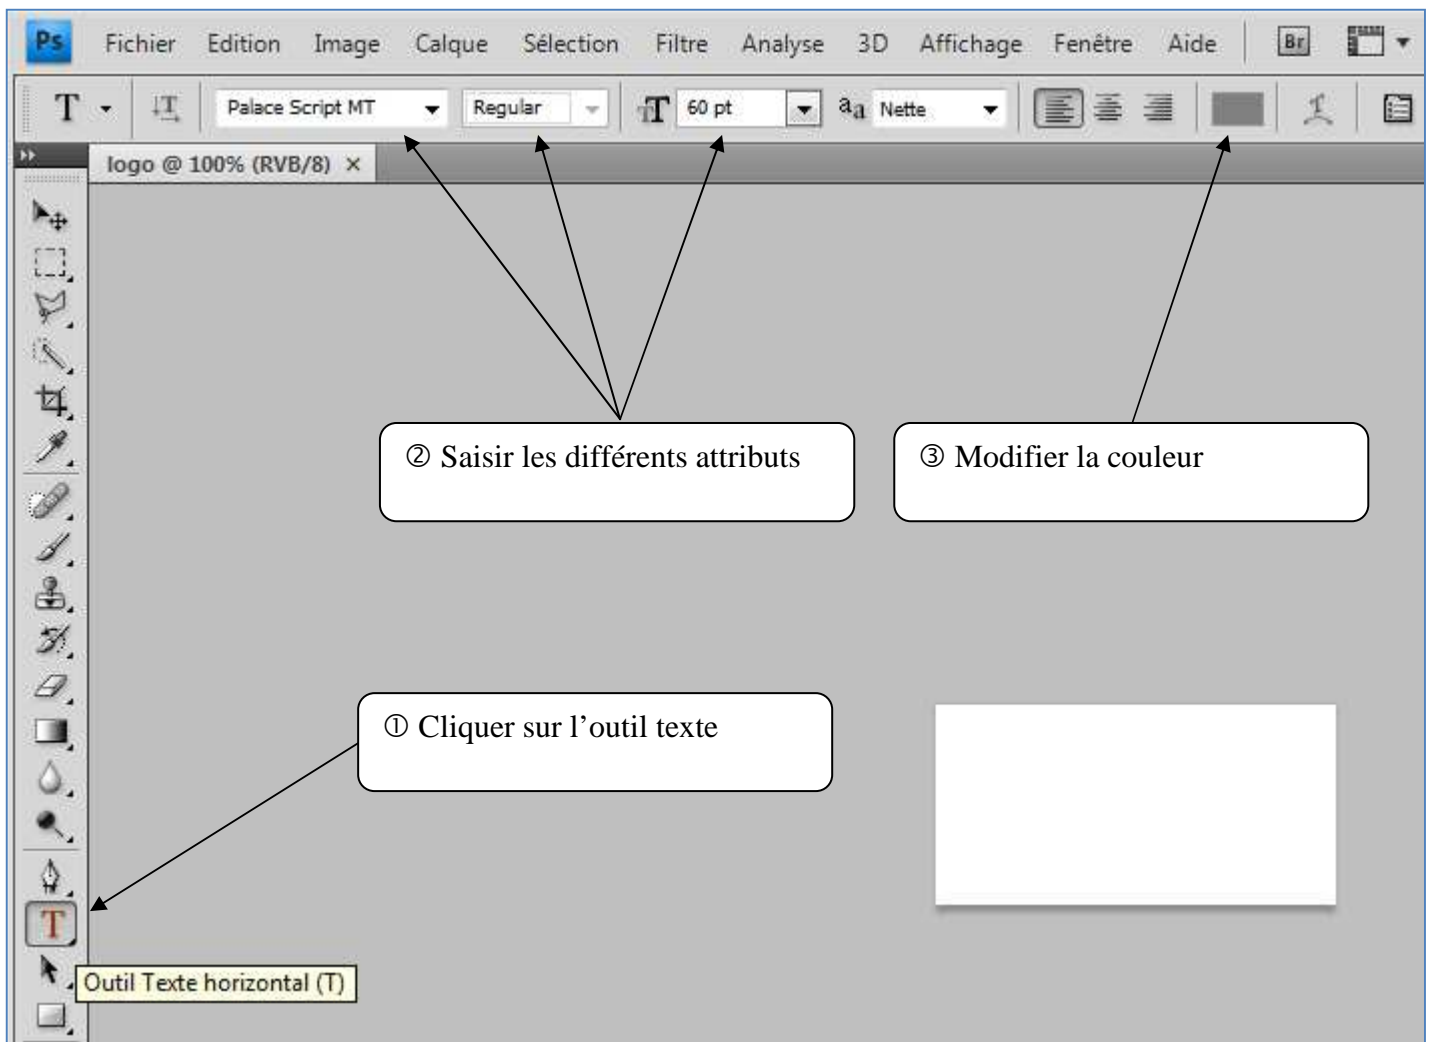 Ps Fichier Edition Image Calque Sélection Filtre Analyse 3D Affichage Fenêtre Aide Br
T T Palace Script MT Regular TT 60 pt aa Nette
logo @ 100% (RVB/8) ×
② Saisir les différents attributs
③ Modifier la couleur
① Cliquer sur l’outil texte
T
Outil Texte horizontal (T)